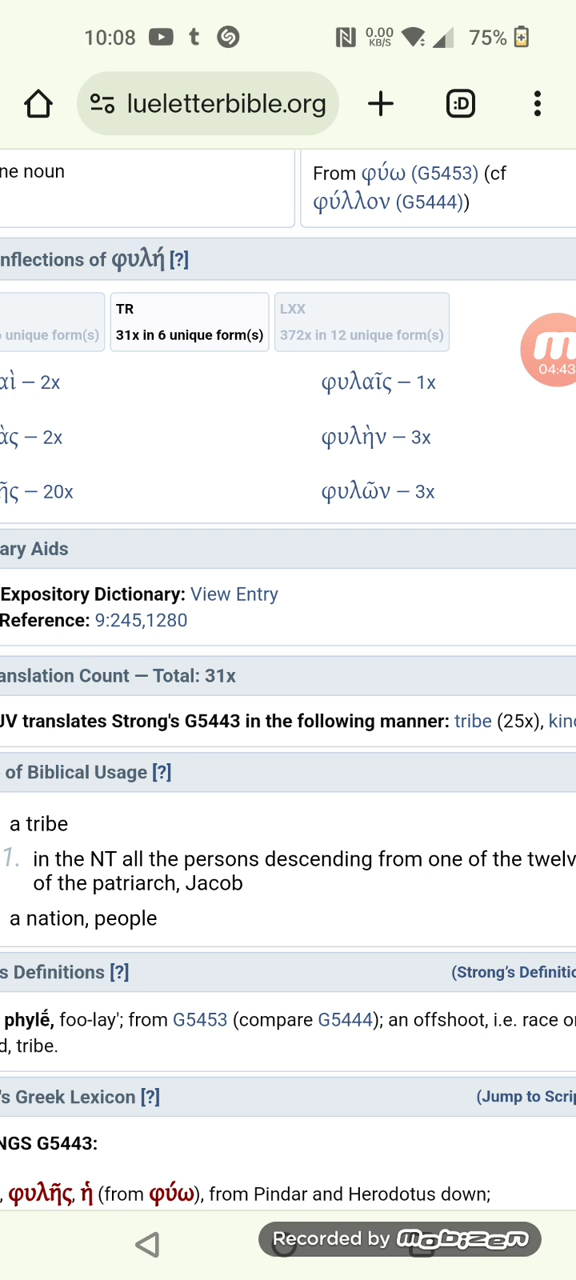 10:08 t 0.00 KB/S 75%
lueletterbible.org :D
ne noun
From φύω (G5453) (cf
φύλλον (G5444))
nflections of φυλή [?]
TR
LXX
unique form(s)
31x in 6 unique form(s)
372x in 12 unique form(s)
m
04:43
αὶ — 2x
φυλαῖς — 1x
ὰς — 2x
φυλὴν — 3x
ῆς — 20x
φυλῶν — 3x
ary Aids
Expository Dictionary: View Entry
Reference: 9:245,1280
anslation Count — Total: 31x
JV translates Strong's G5443 in the following manner: tribe (25x), kin
of Biblical Usage [?]
a tribe
1. in the NT all the persons descending from one of the twelv
of the patriarch, Jacob
a nation, people
s Definitions [?]
(Strong's Definitio
phylḗ, foo-lay'; from G5453 (compare G5444); an offshoot, i.e. race o
d, tribe.
's Greek Lexicon [?]
(Jump to Scrip
NGS G5443:
, φυλῆς, ἡ (from φύω), from Pindar and Herodotus down;
Recorded by mobizen